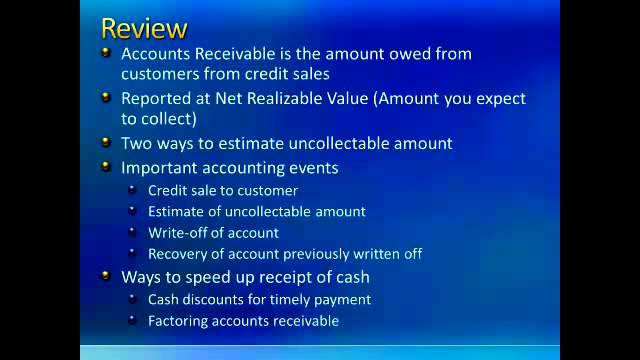 Review
Accounts Receivable is the amount owed from
customers from credit sales
Reported at Net Realizable Value (Amount you expect
to collect)
Two ways to estimate uncollectable amount
Important accounting events
Credit sale to customer
Estimate of uncollectable amount
Write-off of account
Recovery of account previously written off
Ways to speed up receipt of cash
Cash discounts for timely payment
Factoring accounts receivable